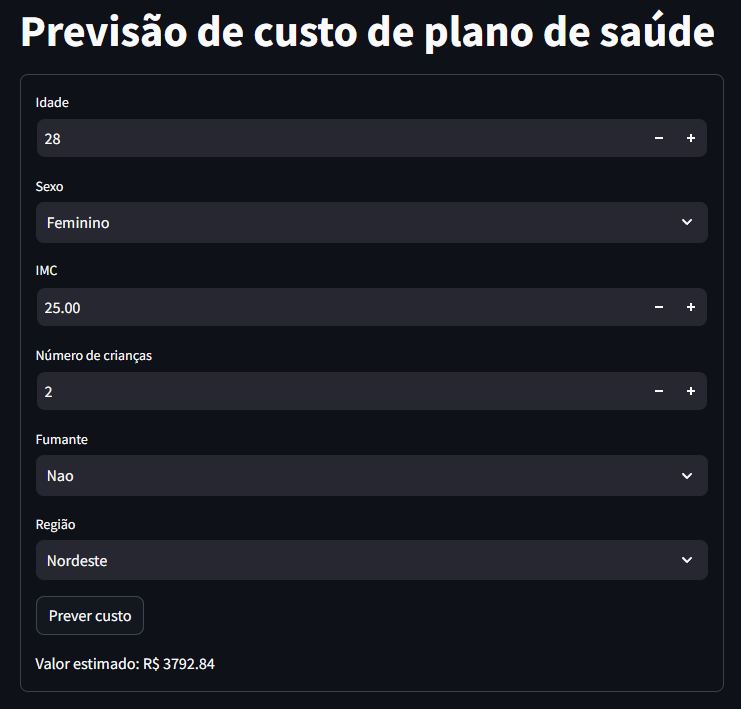 Previsão de custo de plano de saúde
Idade
28
Sexo
Feminino
IMC
25.00
Número de crianças
2
Fumante
Nao
Região
Nordeste
Prever custo
Valor estimado: R$ 3792.84